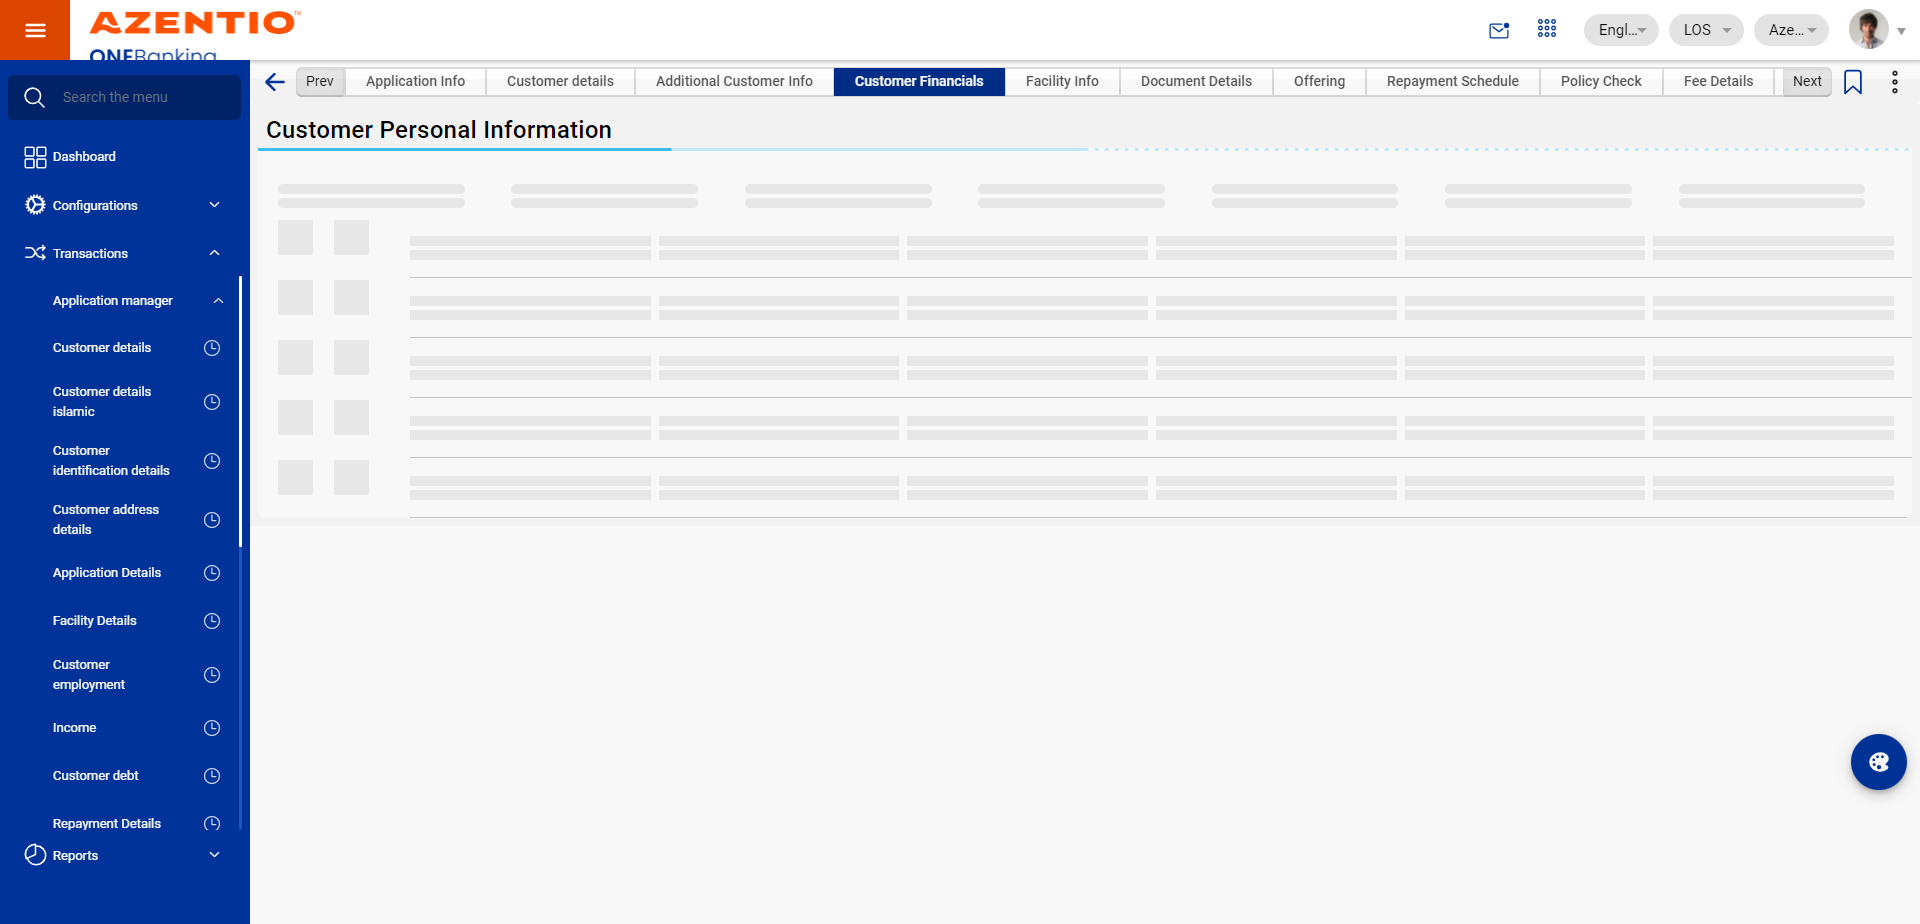 AZENTIO™
ONEBanking
Engl...
LOS
Aze...
Search the menu
Prev
Application Info
Customer details
Additional Customer Info
Customer Financials
Facility Info
Document Details
Offering
Repayment Schedule
Policy Check
Fee Details
Next
Customer Personal Information
Dashboard
Configurations
Transactions
Application manager
Customer details
Customer details
islamic
Customer
identification details
Customer address
details
Application Details
Facility Details
Customer
employment
Income
Customer debt
Repayment Details
Reports